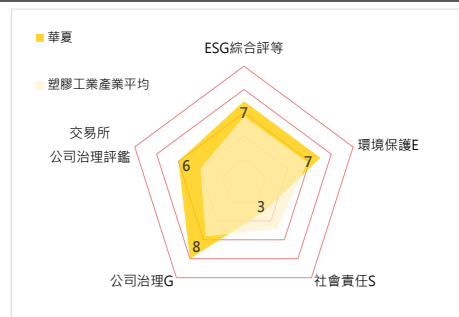 華夏
塑膠工業產業平均
ESG綜合評等
7
環境保護E
7
交易所
公司治理評鑑
6
3
8
公司治理G
社會責任S